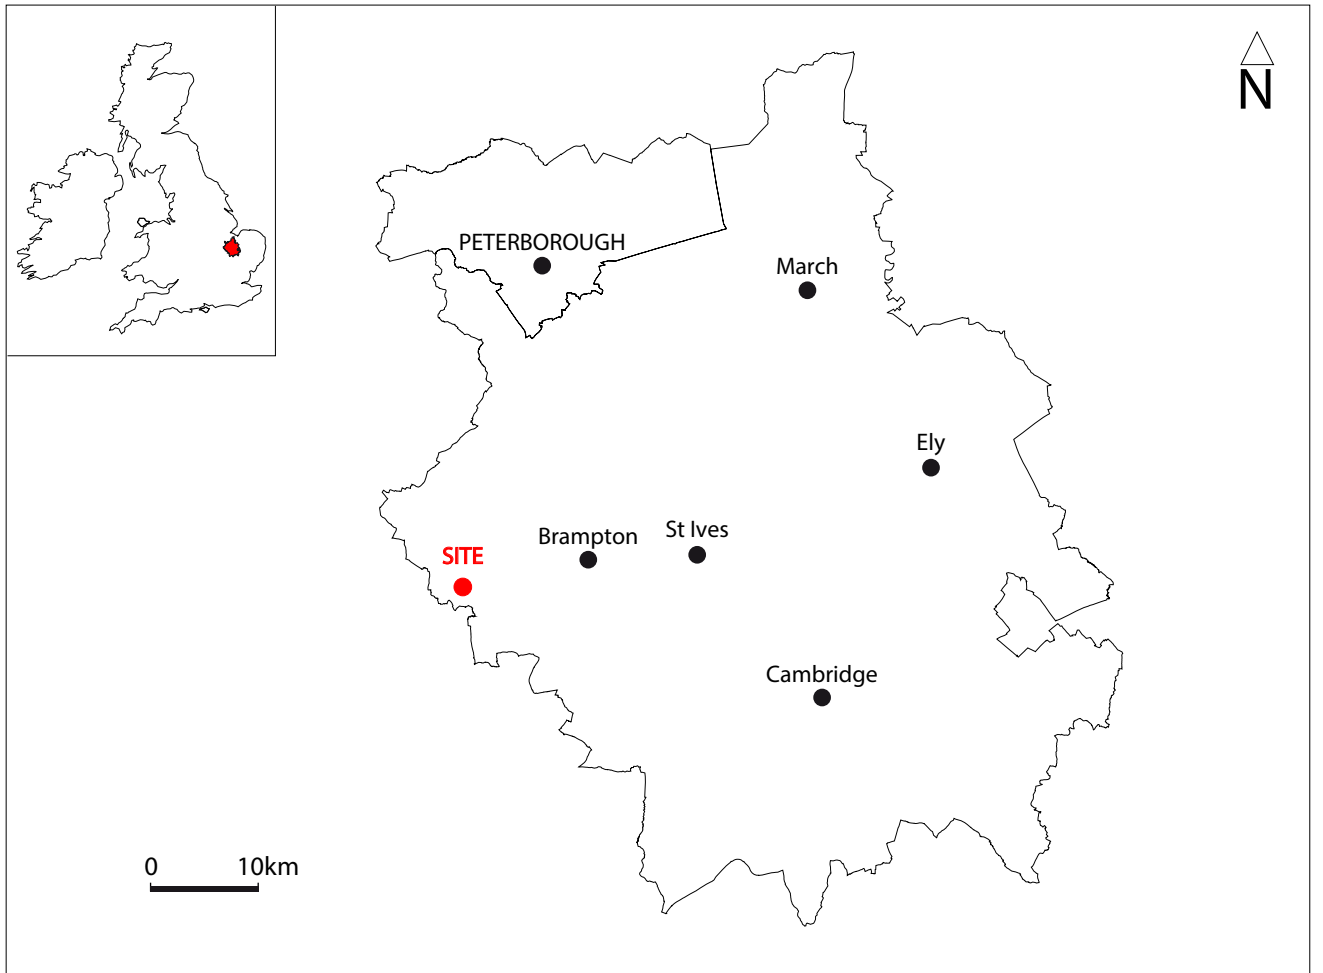 N
PETERBOROUGH
March
Ely
St Ives
Brampton
SITE
Cambridge
0 10km